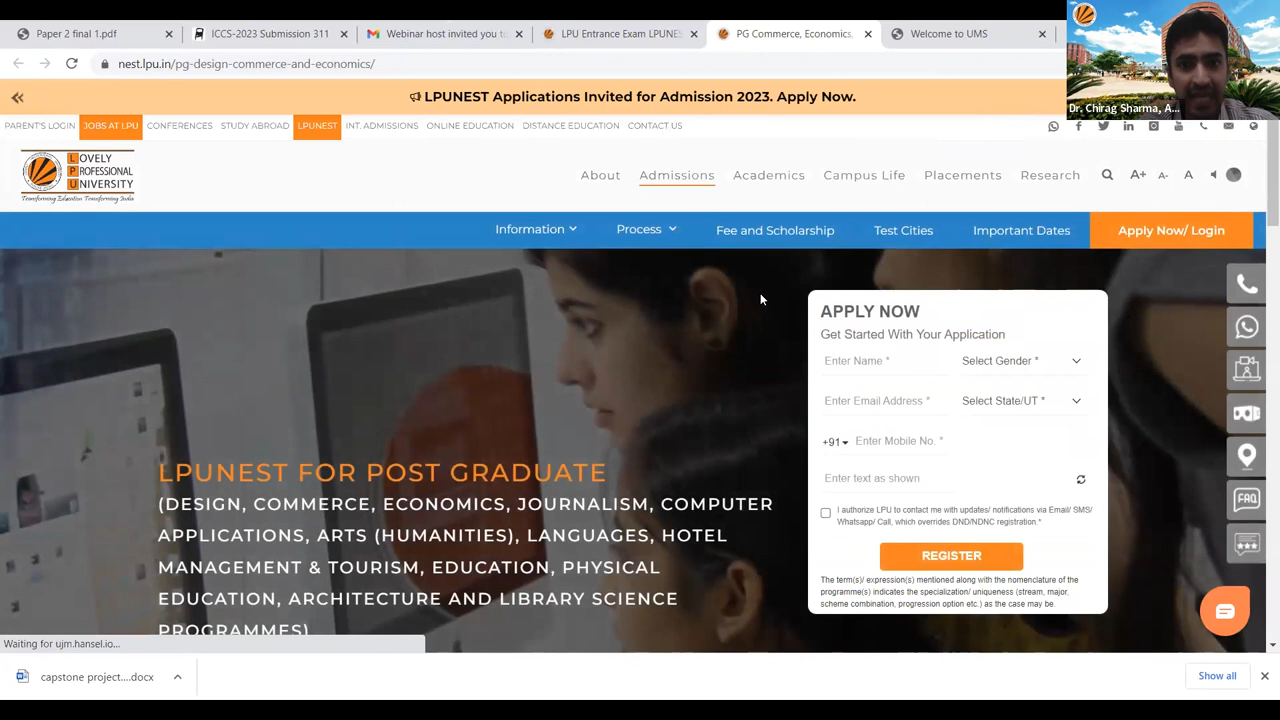 Paper 2 final 1.pdf
ICCS-2023 Submission 311
Webinar host invited you to
LPU Entrance Exam LPUNES
PG Commerce, Economics,
Welcome to UMS
nest.lpu.in/pg-design-commerce-and-economics/
Dr. Chirag Sharma, A...
LPUNEST Applications Invited for Admission 2023. Apply Now.
PARENT'S LOGIN JOBS AT LPU CONFERENCES STUDY ABROAD LPUNEST INT. ADMISSIONS ONLINE EDUCATION DISTANCE EDUCATION CONTACT US
LOVELY
PROFESSIONAL
UNIVERSITY
Transforming Education Transforming India
About Admissions Academics Campus Life Placements Research A+ A- A
Information Process Fee and Scholarship Test Cities Important Dates Apply Now/ Login
APPLY NOW
Get Started With Your Application
Enter Name * Select Gender *
Enter Email Address * Select State/UT *
+91 Enter Mobile No. *
Enter text as shown
I authorize LPU to contact me with updates/ notifications via Email/ SMS/
Whatsapp/ Call, which overrides DND/NDNC registration.*
REGISTER
The term(s)/ expression(s) mentioned along with the nomenclature of the
programme(s) indicates the specialization/ uniqueness (stream, major,
scheme combination, progression option etc.) as the case may be.
LPUNEST FOR POST GRADUATE
(DESIGN, COMMERCE, ECONOMICS, JOURNALISM, COMPUTER
APPLICATIONS, ARTS (HUMANITIES), LANGUAGES, HOTEL
MANAGEMENT & TOURISM, EDUCATION, PHYSICAL
EDUCATION, ARCHITECTURE AND LIBRARY SCIENCE
PROGRAMMES)
FAQ
Waiting for ujm.hansel.io...
capstone project....docx
Show all